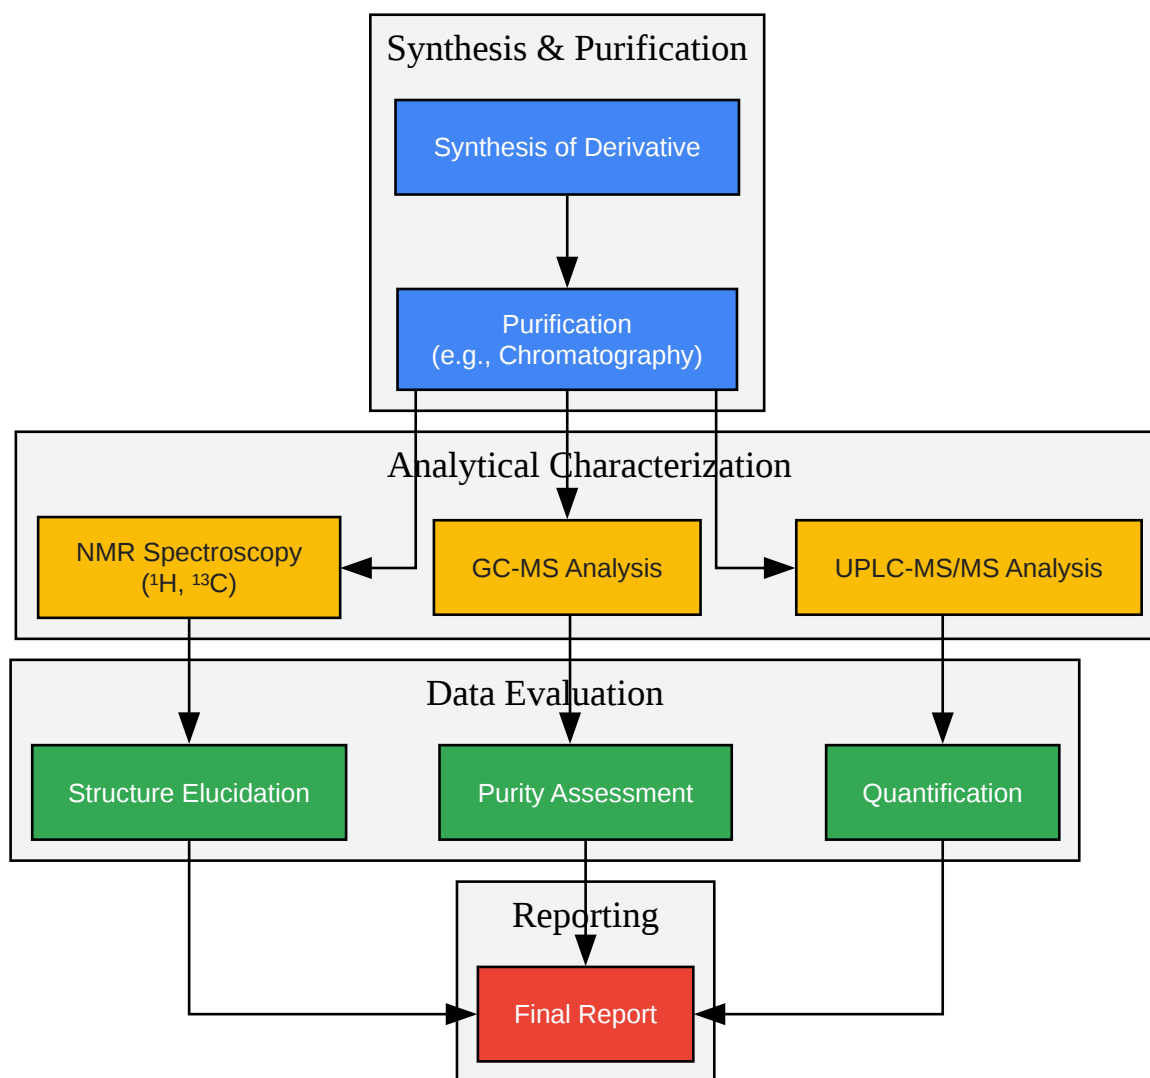 Synthesis & Purification
Synthesis of Derivative
Purification
(e.g., Chromatography)
Analytical Characterization
NMR Spectroscopy
(¹H, ¹³C)
GC-MS Analysis
UPLC-MS/MS Analysis
Data Evaluation
Structure Elucidation
Purity Assessment
Quantification
Reporting
Final Report